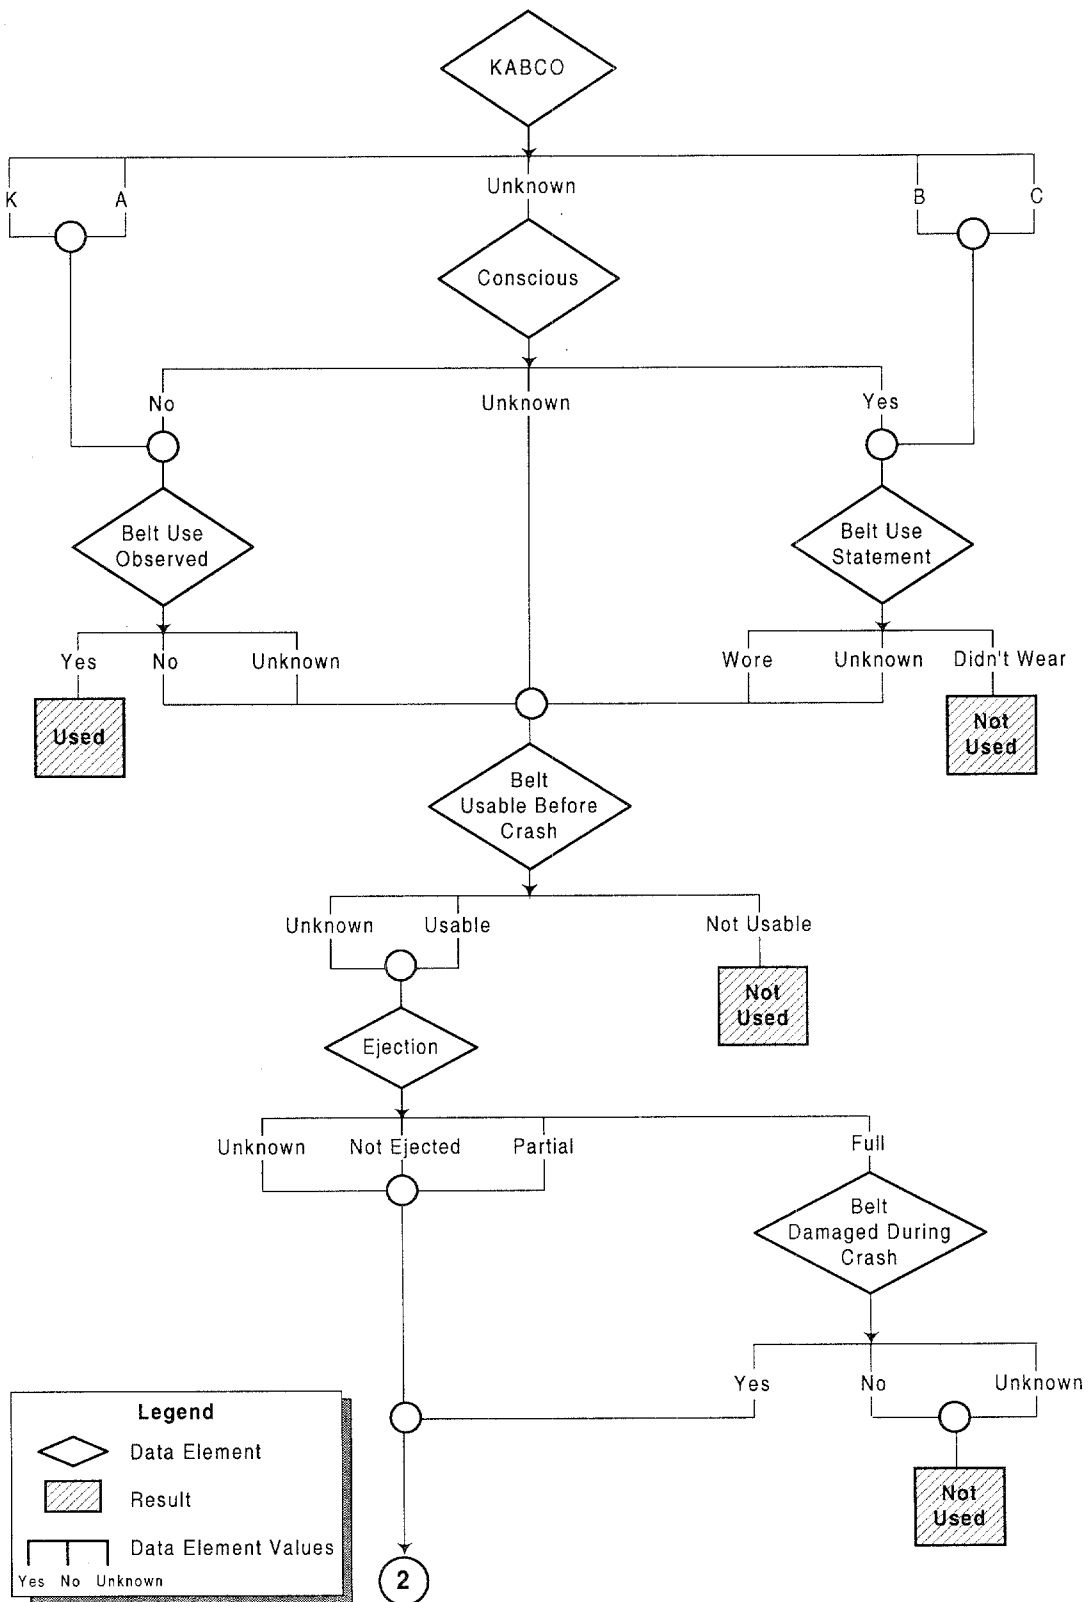 KABCO
K
A
Unknown
B
C
Conscious
No
Unknown
Yes
Belt Use
Observed
Belt Use
Statement
Yes
No
Unknown
Wore
Unknown
Didn't Wear
Used
Not
Used
Belt
Usable Before
Crash
Unknown
Usable
Not Usable
Not
Used
Ejection
Unknown
Not Ejected
Partial
Full
Belt
Damaged During
Crash
Yes
No
Unknown
Not
Used
Legend
Data Element
Result
Data Element Values
Yes No Unknown
2